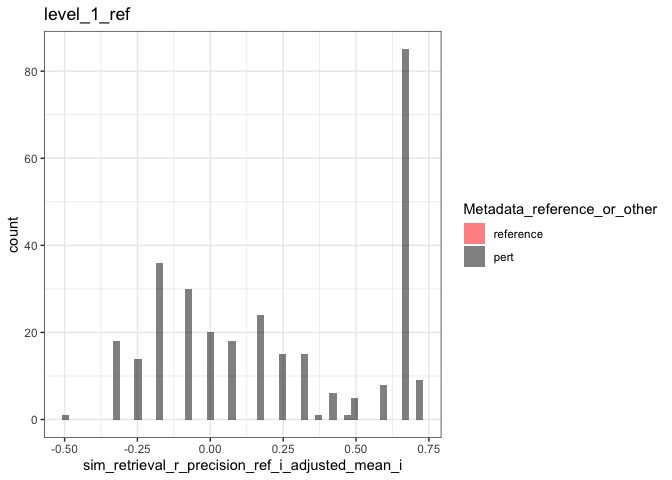 level_1_ref
80
60
40
20
0
count
-0.50
-0.25
0.00
0.25
0.50
0.75
sim_retrieval_r_precision_ref_i_adjusted_mean_i
Metadata_reference_or_other
reference
pert